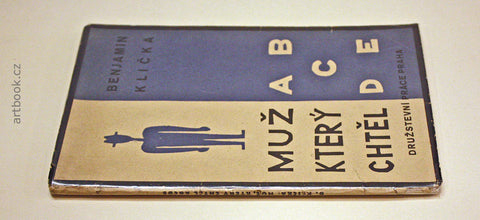 artbook.cz
BENJAMIN
KLIČKA
MUŽ
KTERÝ
CHTĚL
A B
C
D E
DRUŽSTEVNÍ PRÁCE PRAHA